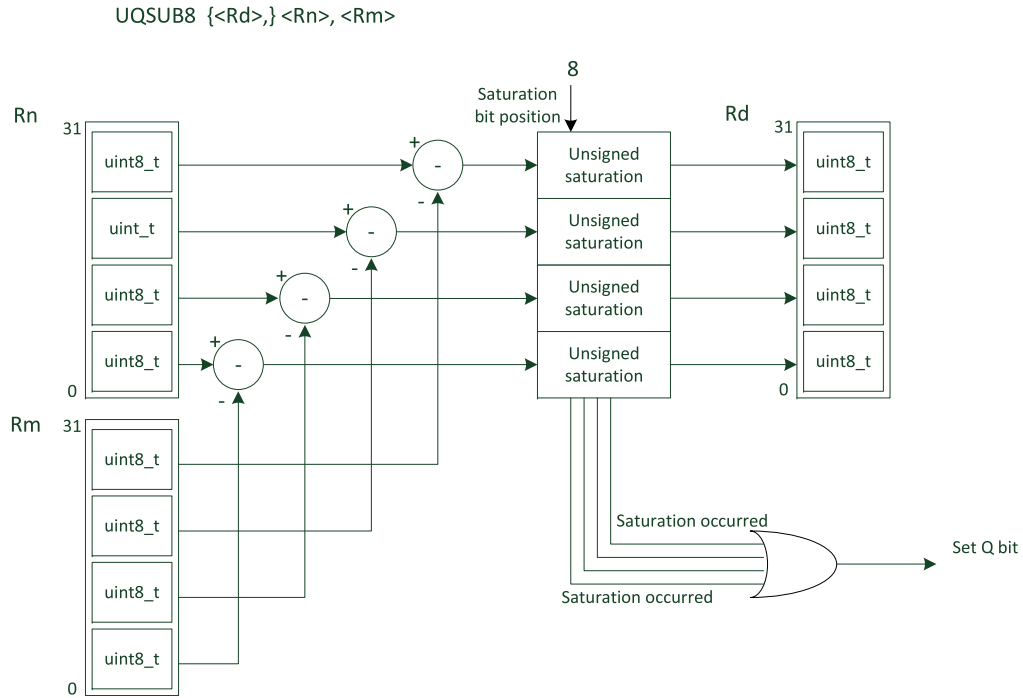 UQSUB8 {<Rd>,} <Rn>, <Rm>
8
Saturation
bit position
Rn
31
Rd
31
uint8_t
+
-
-
Unsigned
saturation
uint8_t
uint_t
+
-
-
Unsigned
saturation
uint8_t
uint8_t
+
-
-
Unsigned
saturation
uint8_t
uint8_t
+
-
-
Unsigned
saturation
uint8_t
0
0
Rm
31
uint8_t
uint8_t
uint8_t
uint8_t
0
Saturation occurred
Set Q bit
Saturation occurred